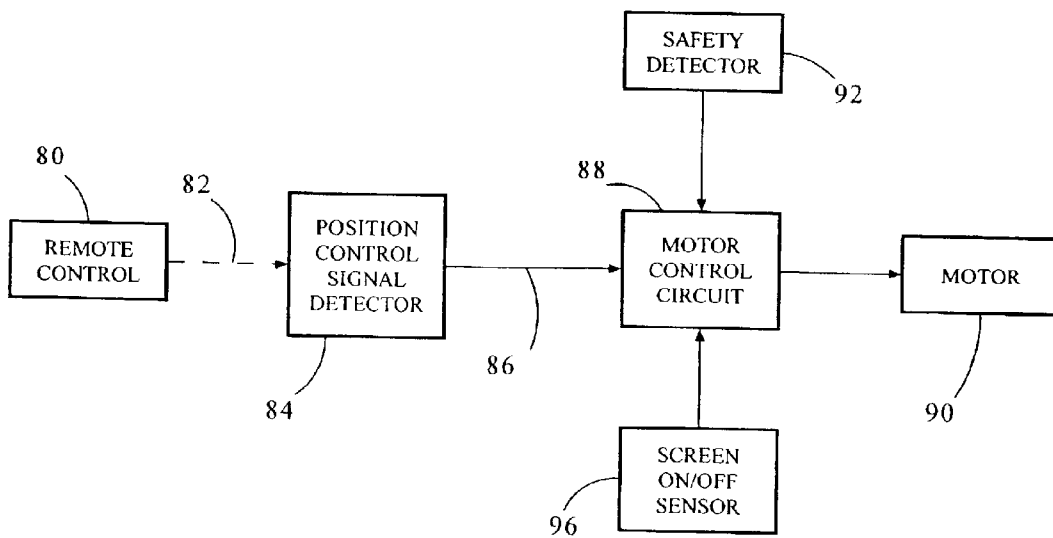 SAFETY
DETECTOR
92
80
82
88
REMOTE
CONTROL
POSITION
CONTROL
SIGNAL
DETECTOR
MOTOR
CONTROL
CIRCUIT
MOTOR
84
86
90
SCREEN
ON/OFF
SENSOR
96